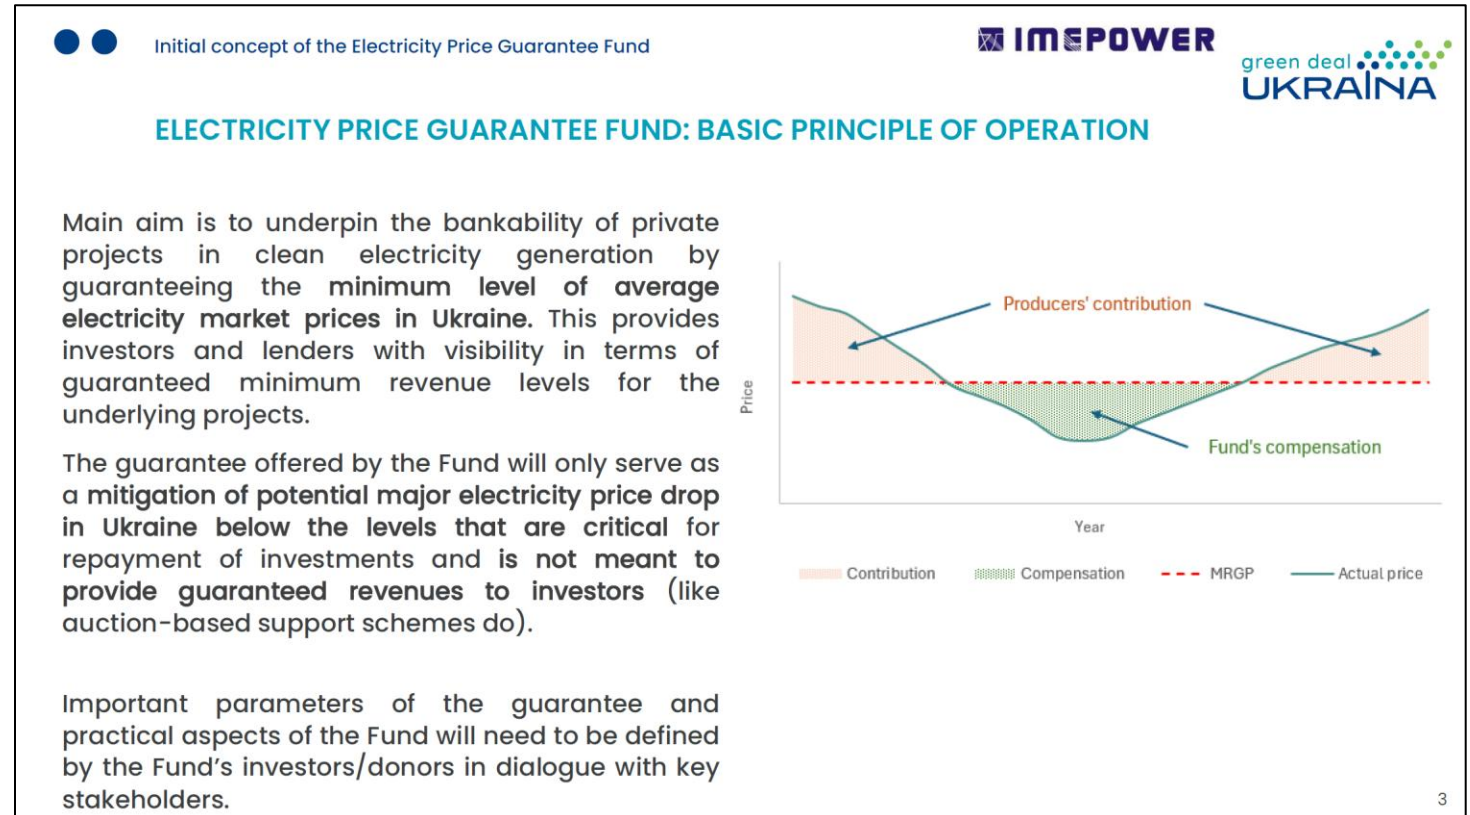 Initial concept of the Electricity Price Guarantee Fund
IMEPOWER
green deal
UKRAINA
ELECTRICITY PRICE GUARANTEE FUND: BASIC PRINCIPLE OF OPERATION
Main aim is to underpin the bankability of private
projects in clean electricity generation by
guaranteeing the minimum level of average
electricity market prices in Ukraine. This provides
investors and lenders with visibility in terms of
guaranteed minimum revenue levels for the
underlying projects.
The guarantee offered by the Fund will only serve as
a mitigation of potential major electricity price drop
in Ukraine below the levels that are critical for
repayment of investments and is not meant to
provide guaranteed revenues to investors (like
auction-based support schemes do).
Important parameters of the guarantee and
practical aspects of the Fund will need to be defined
by the Fund's investors/donors in dialogue with key
stakeholders.
Price
Producers' contribution
Fund's compensation
Year
Contribution
Compensation
MRGP
Actual price
3